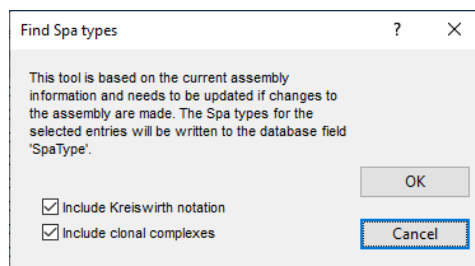 Find Spa types
?
This tool is based on the current assembly
information and needs to be updated if changes to
the assembly are made. The Spa types for the
selected entries will be written to the database field
'SpaType'.
OK
Include Kreiswirth notation
Include clonal complexes
Cancel